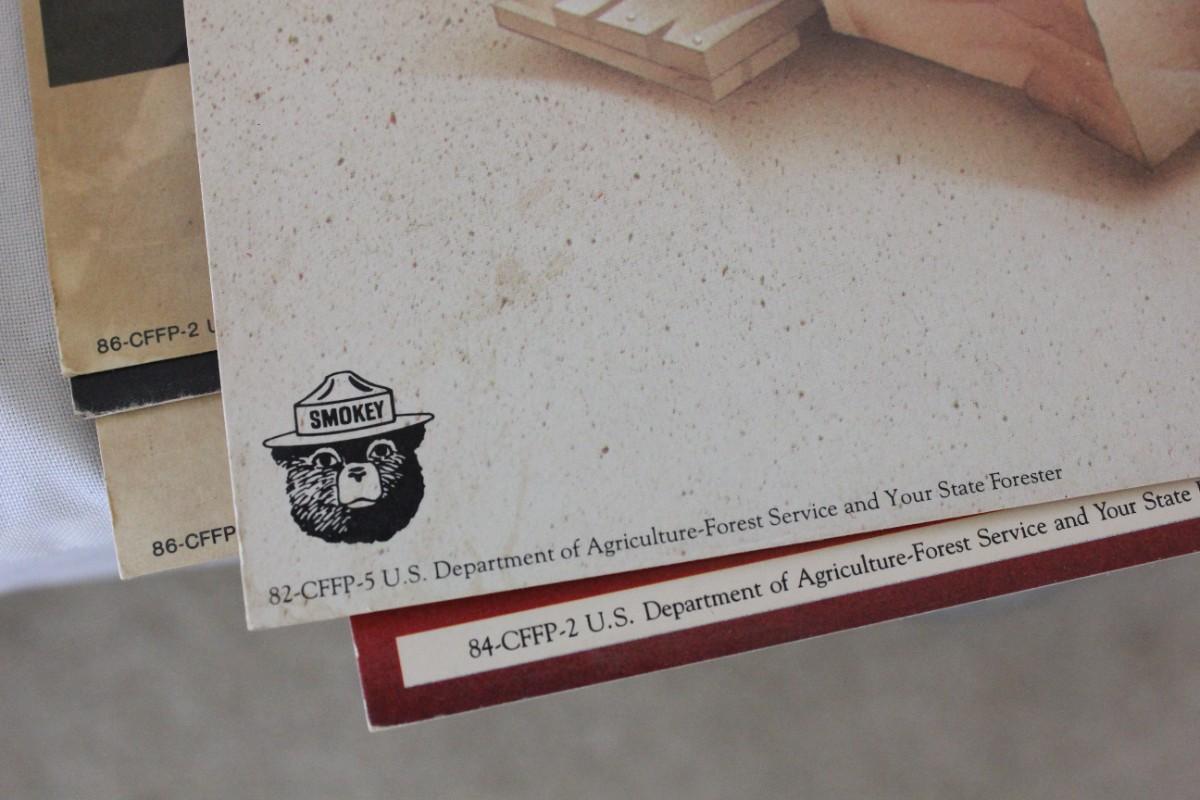 86-CFFP-2 U
SMOKEY
86-CFFP
82-CFFP-5 U.S. Department of Agriculture-Forest Service and Your State Forester
84-CFFP-2 U.S. Department of Agriculture-Forest Service and Your State